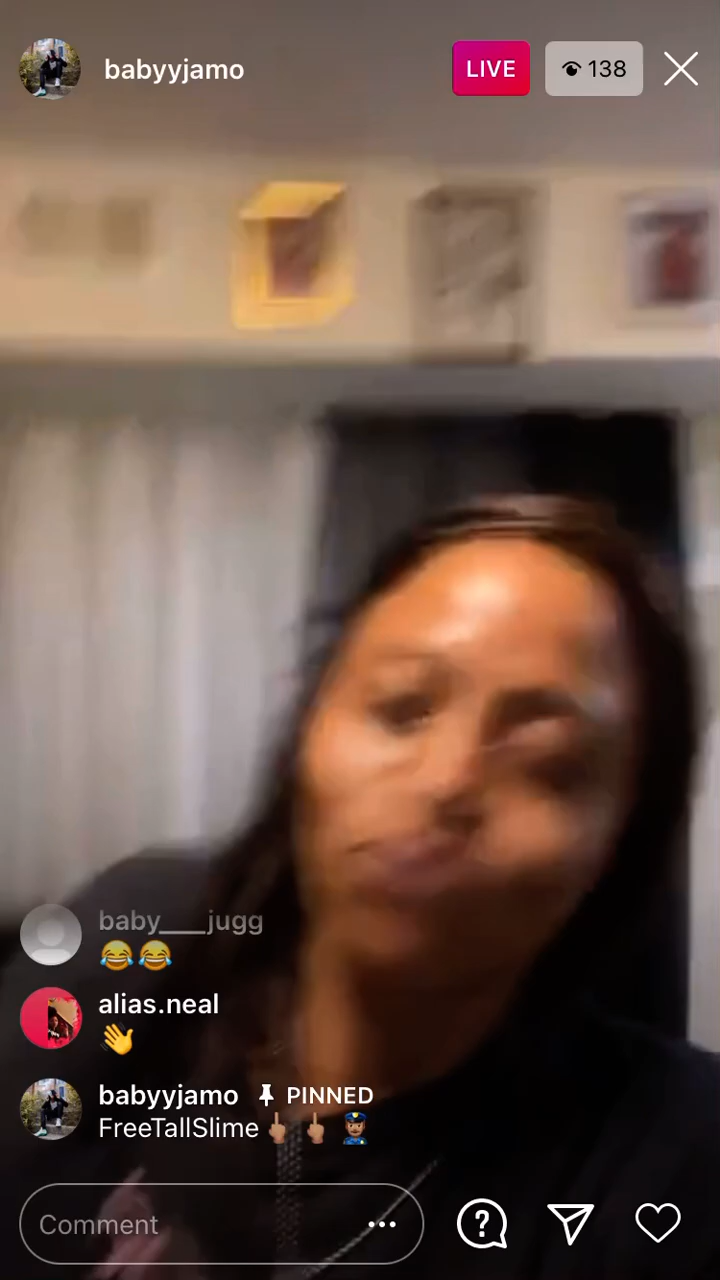 babyyjamo
LIVE
138
baby___jugg
😂😂
alias.neal
👋
babyyjamo PINNED
FreeTallSlime🖕🏽🖕🏽👮🏽‍♂️
Comment